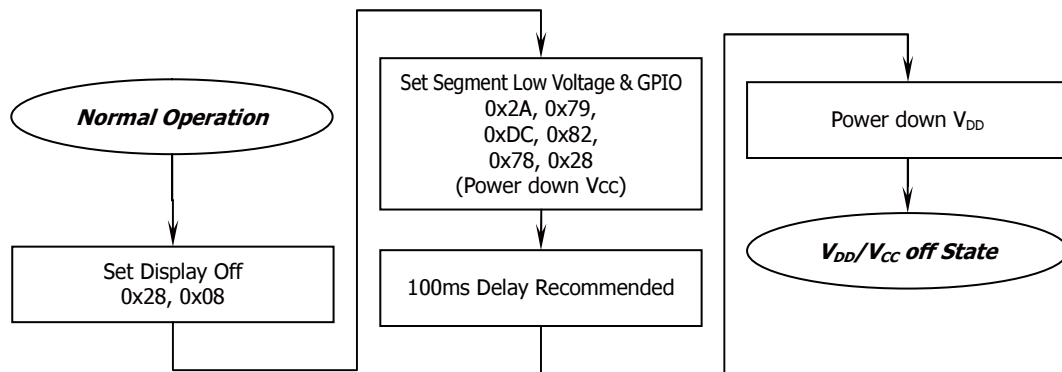 Normal Operation
Set Display Off
0x28, 0x08
Set Segment Low Voltage & GPIO
0x2A, 0x79,
0xDC, 0x82,
0x78, 0x28
(Power down Vcc)
100ms Delay Recommended
Power down VDD
VDD/VCC off State